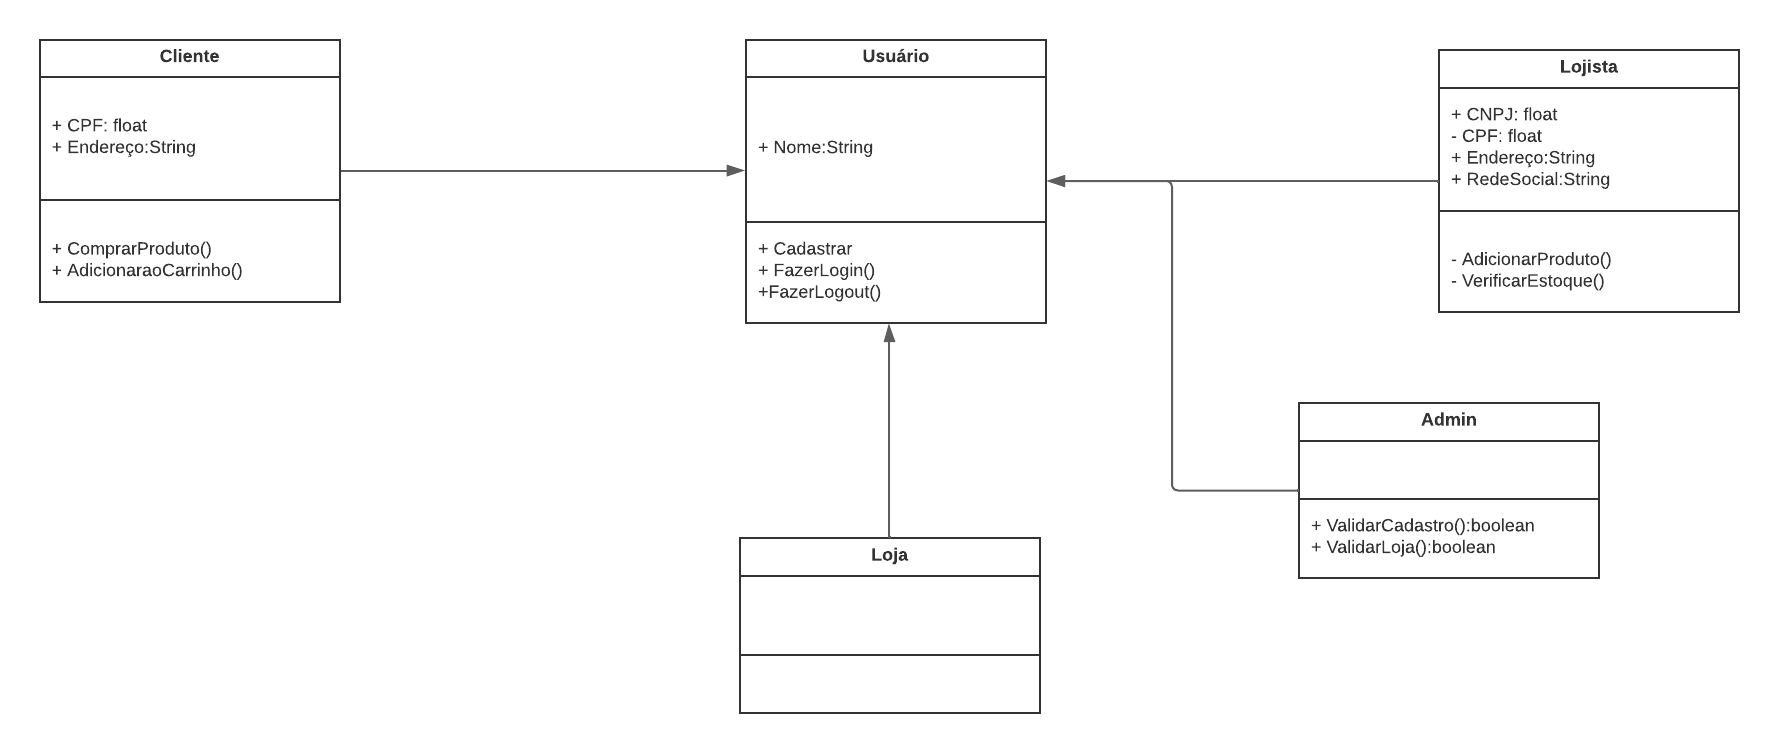 Cliente
+ CPF: float
+ Endereço:String
+ ComprarProduto()
+ AdicionaraoCarrinho()
Usuário
+ Nome:String
+ Cadastrar
+ FazerLogin()
+FazerLogout()
Lojista
+ CNPJ: float
- CPF: float
+ Endereço:String
+ RedeSocial:String
- AdicionarProduto()
- VerificarEstoque()
Admin
+ ValidarCadastro():boolean
+ ValidarLoja():boolean
Loja